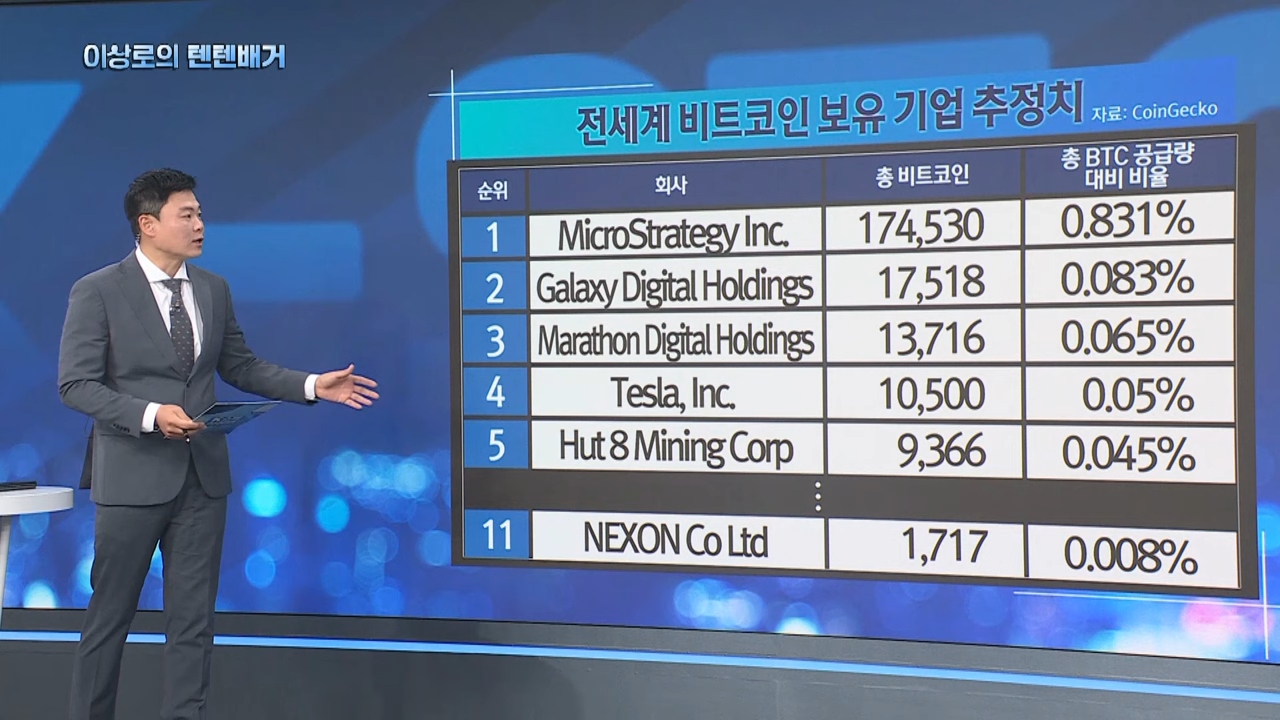 이상로의 텐텐배거
전세계 비트코인 보유 기업 추정치 자료: CoinGecko
순위 회사 총 비트코인 총 BTC 공급량
대비 비율
1 MicroStrategy Inc. 174,530 0.831%
2 Galaxy Digital Holdings 17,518 0.083%
3 Marathon Digital Holdings 13,716 0.065%
4 Tesla, Inc. 10,500 0.05%
5 Hut 8 Mining Corp 9,366 0.045%
11 NEXON Co Ltd 1,717 0.008%